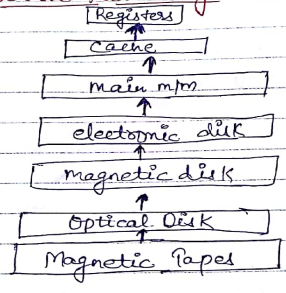 Registers
Cache
main m/m
electronic disk
magnetic disk
Optical Disk
Magnetic Tapes